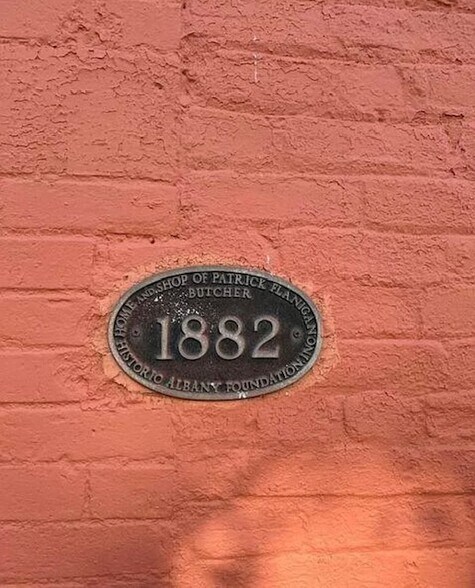 HOME AND SHOP OF PATRICK FLANIGAN
BUTCHER
1882
HISTORIC ALBANY FOUNDATION, INC.